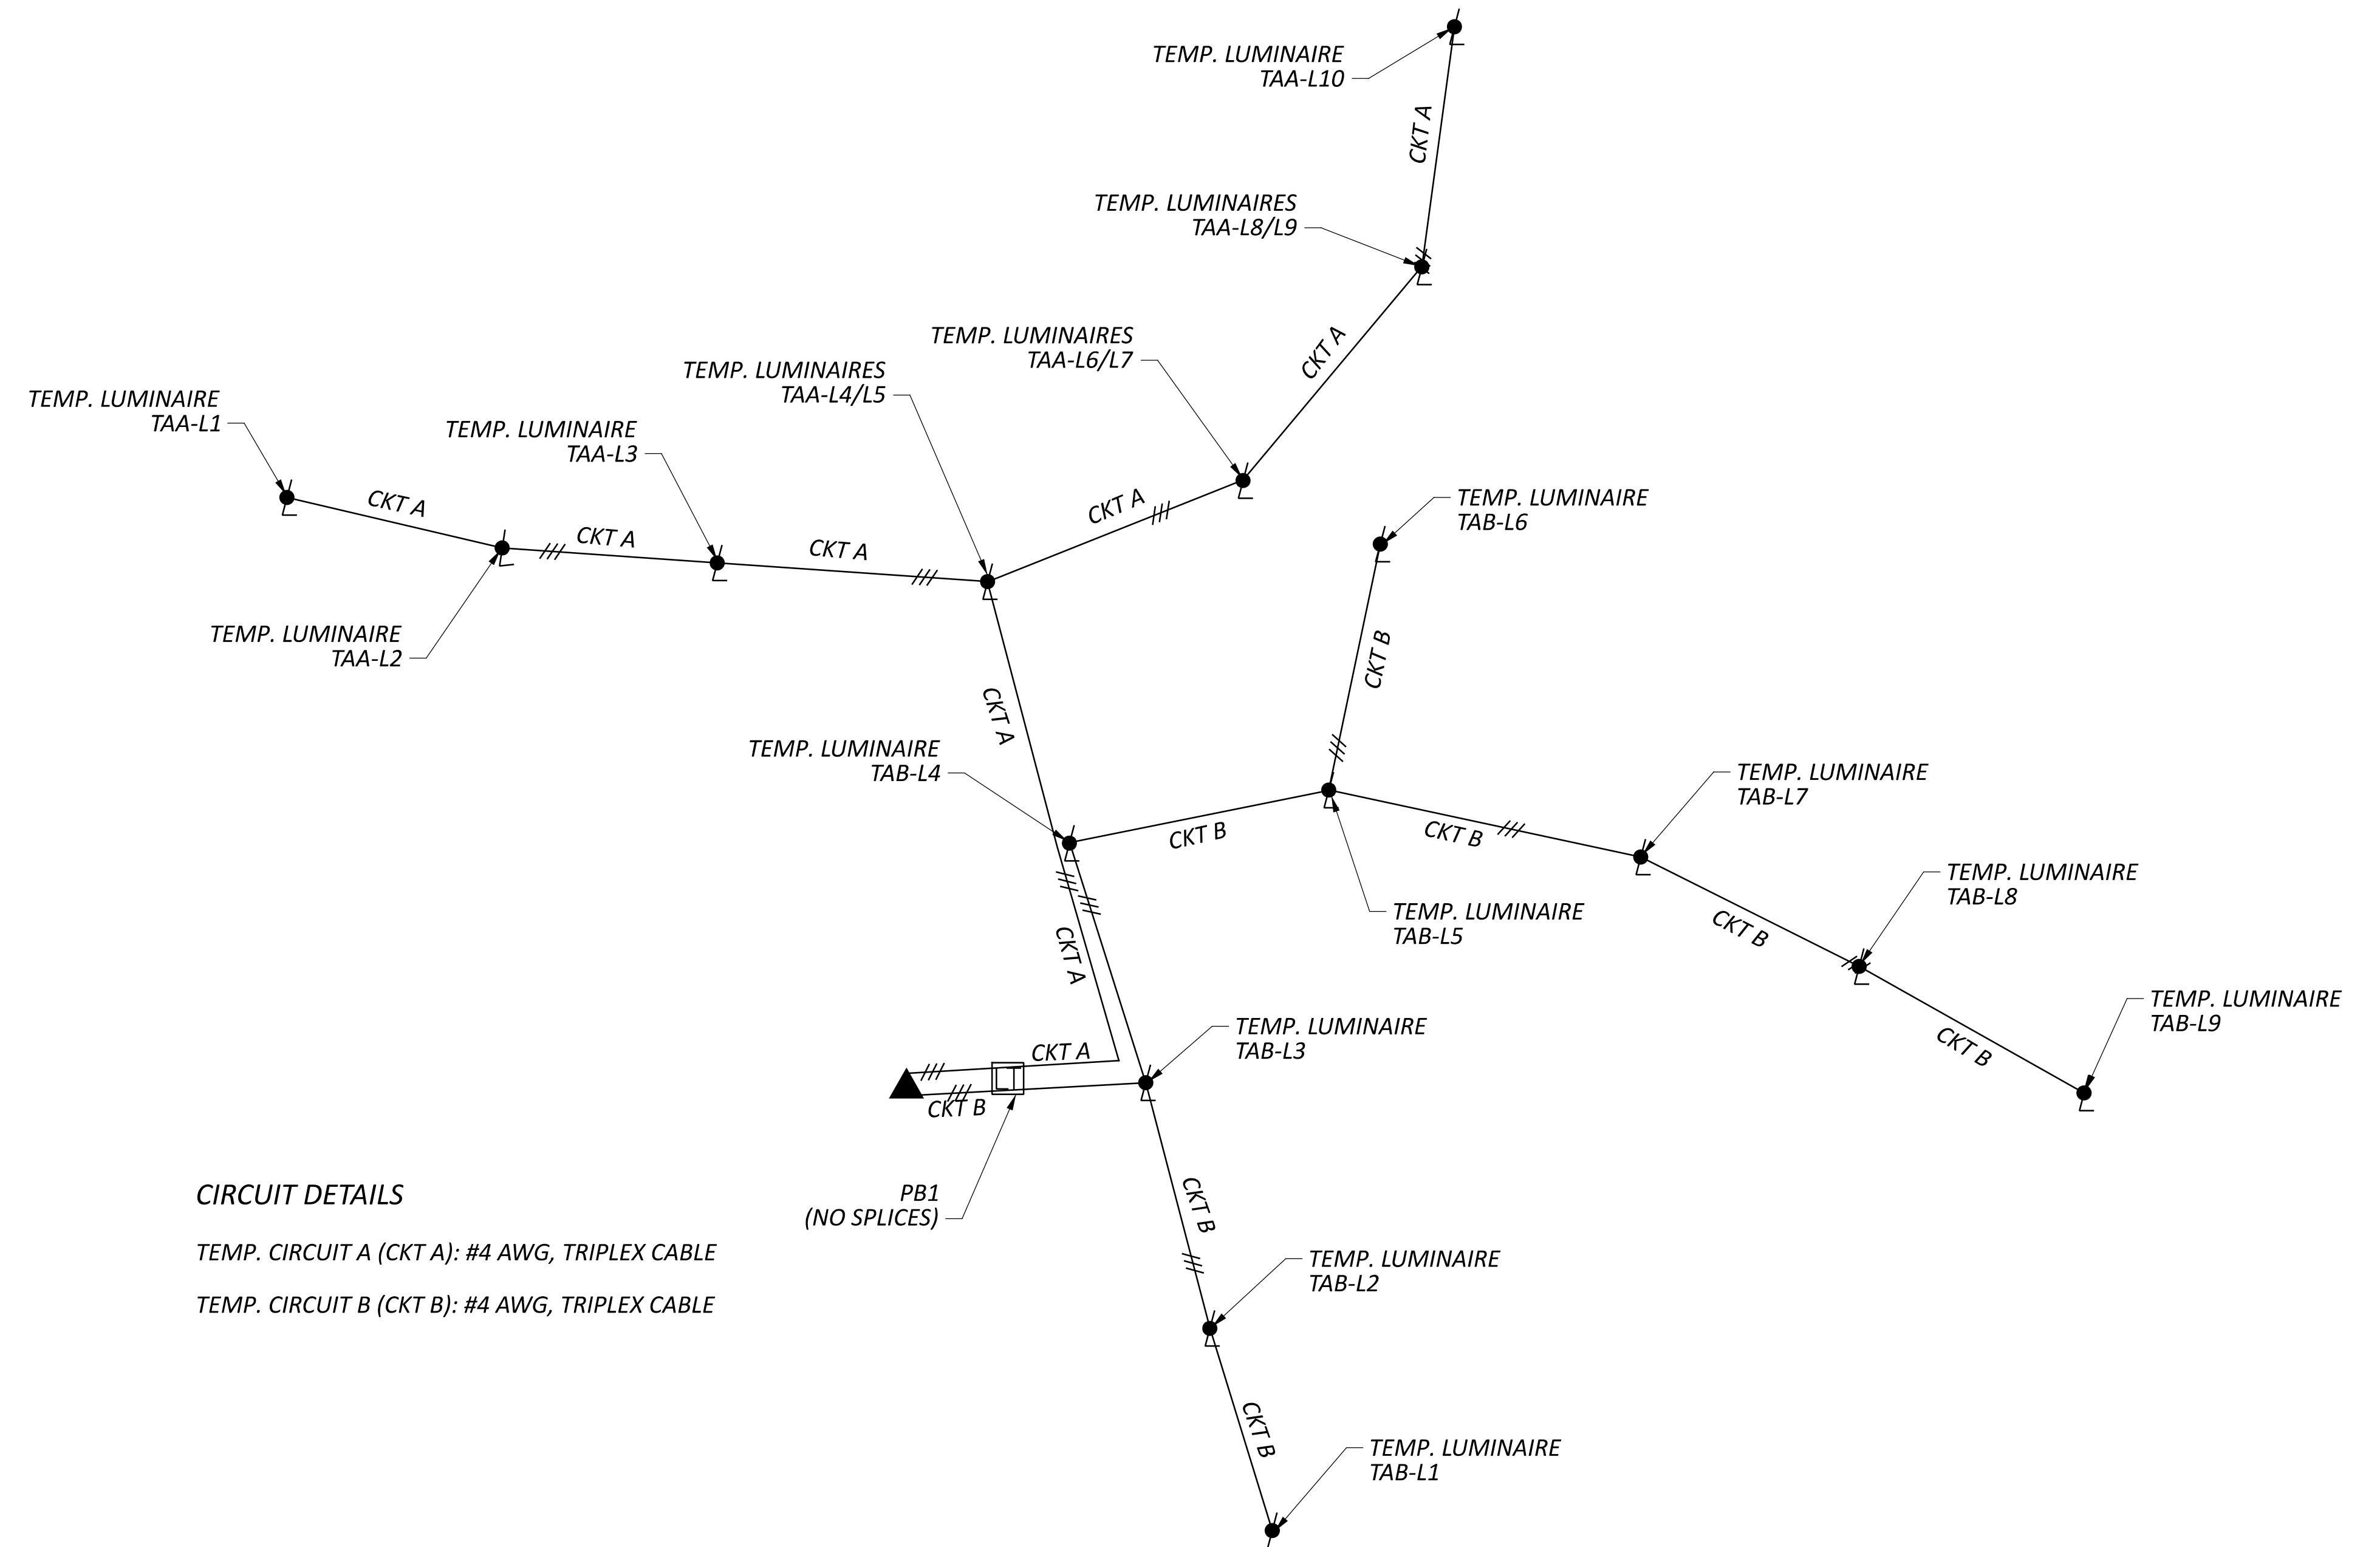 TEMP. LUMINAIRE
TAA-L10
CKT A
TEMP. LUMINAIRES
TAA-L8/L9
TEMP. LUMINAIRES
TAA-L6/L7
CKT A
TEMP. LUMINAIRES
TAA-L4/L5
TEMP. LUMINAIRE
TAA-L1
TEMP. LUMINAIRE
TAA-L3
CKT A
CKT A
CKT A
CKT A
TEMP. LUMINAIRE
TAB-L6
TEMP. LUMINAIRE
TAA-L2
CKT B
CKT A
TEMP. LUMINAIRE
TAB-L4
TEMP. LUMINAIRE
TAB-L7
CKT B
CKT B
TEMP. LUMINAIRE
TAB-L8
TEMP. LUMINAIRE
TAB-L5
CKT B
CKT A
TEMP. LUMINAIRE
TAB-L9
TEMP. LUMINAIRE
TAB-L3
CKT B
CKT A
CKT B
PB1
(NO SPLICES)
CKT B
CIRCUIT DETAILS
TEMP. CIRCUIT A (CKT A): #4 AWG, TRIPLEX CABLE
TEMP. CIRCUIT B (CKT B): #4 AWG, TRIPLEX CABLE
TEMP. LUMINAIRE
TAB-L2
CKT B
TEMP. LUMINAIRE
TAB-L1